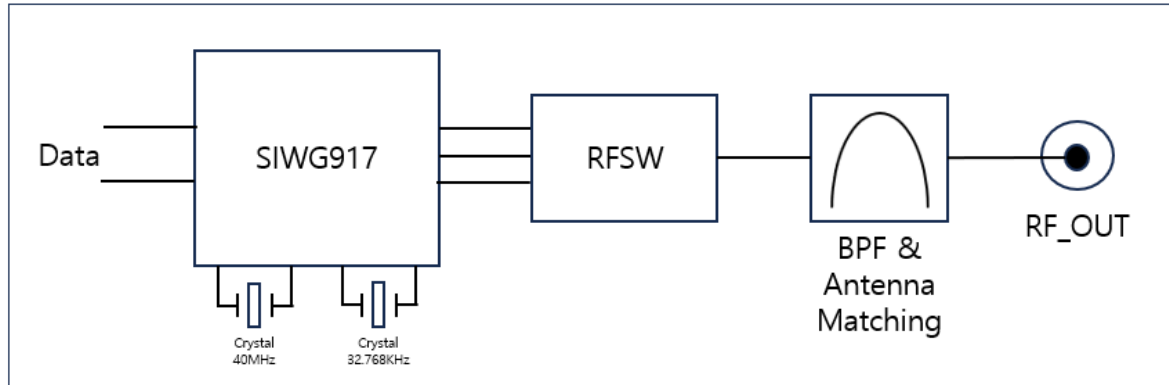 Data
SIWG917
RFSW
RF_OUT
BPF &
Antenna
Matching
Crystal
40MHz
Crystal
32.768KHz